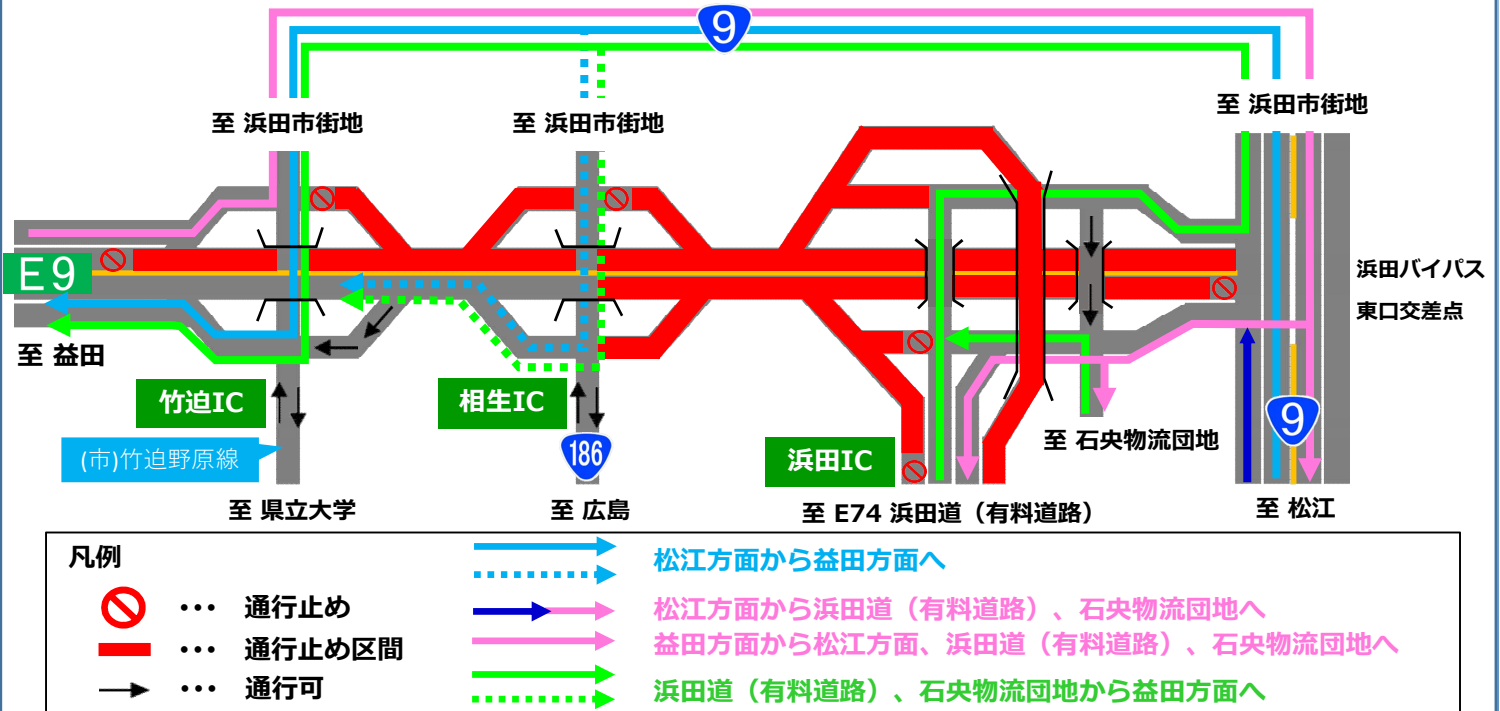 9
至 浜田市街地
至 浜田市街地
至 浜田市街地
E9
浜田バイパス
東口交差点
至 益田
竹迫IC
相生IC
(市)竹迫野原線
186
浜田IC
至 石央物流団地
9
至 県立大学
至 広島
至 E74 浜田道（有料道路）
至 松江
凡例
・・・ 通行止め
・・・ 通行止め区間
・・・ 通行可
松江方面から益田方面へ
松江方面から浜田道（有料道路）、石央物流団地へ
益田方面から松江方面、浜田道（有料道路）、石央物流団地へ
浜田道（有料道路）、石央物流団地から益田方面へ